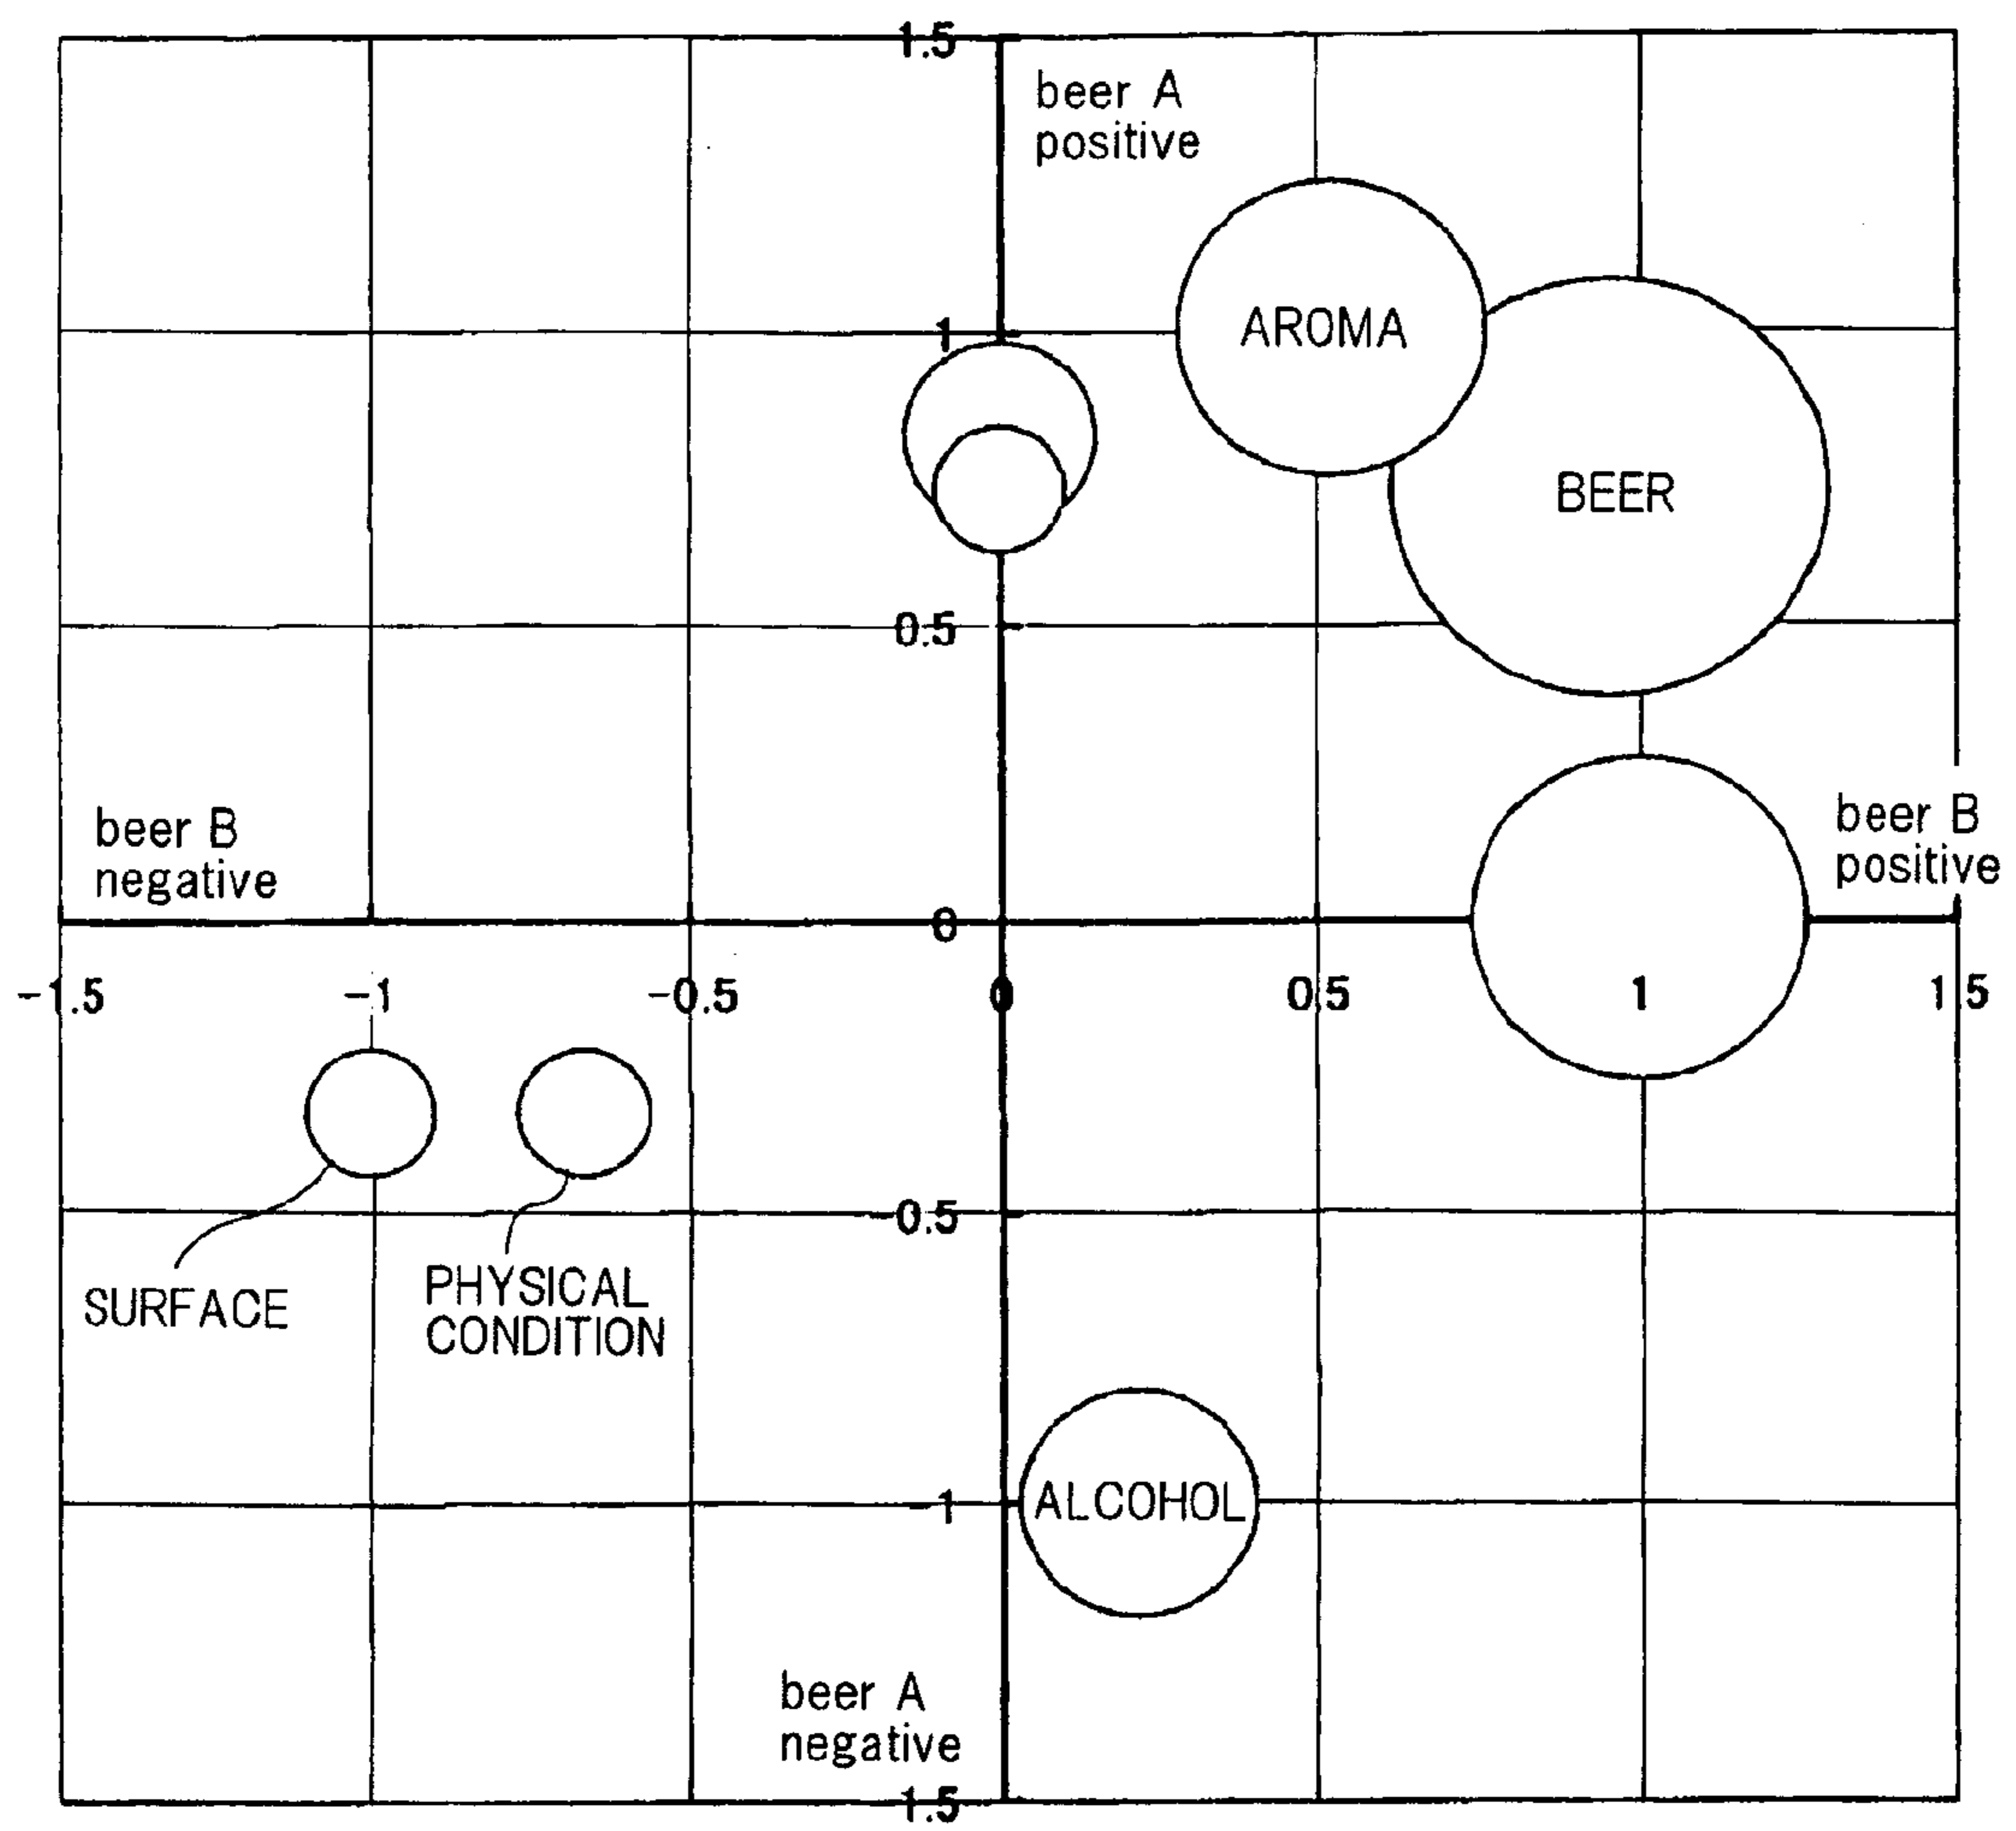 1.5
beer A
positive
AROMA
1
BEER
0.5
beer B
negative
beer B
positive
0
-1.5
-1
-0.5
0
0.5
1
1.5
-0.5
SURFACE
PHYSICAL
CONDITION
-1
ALCOHOL
beer A
negative
1.5